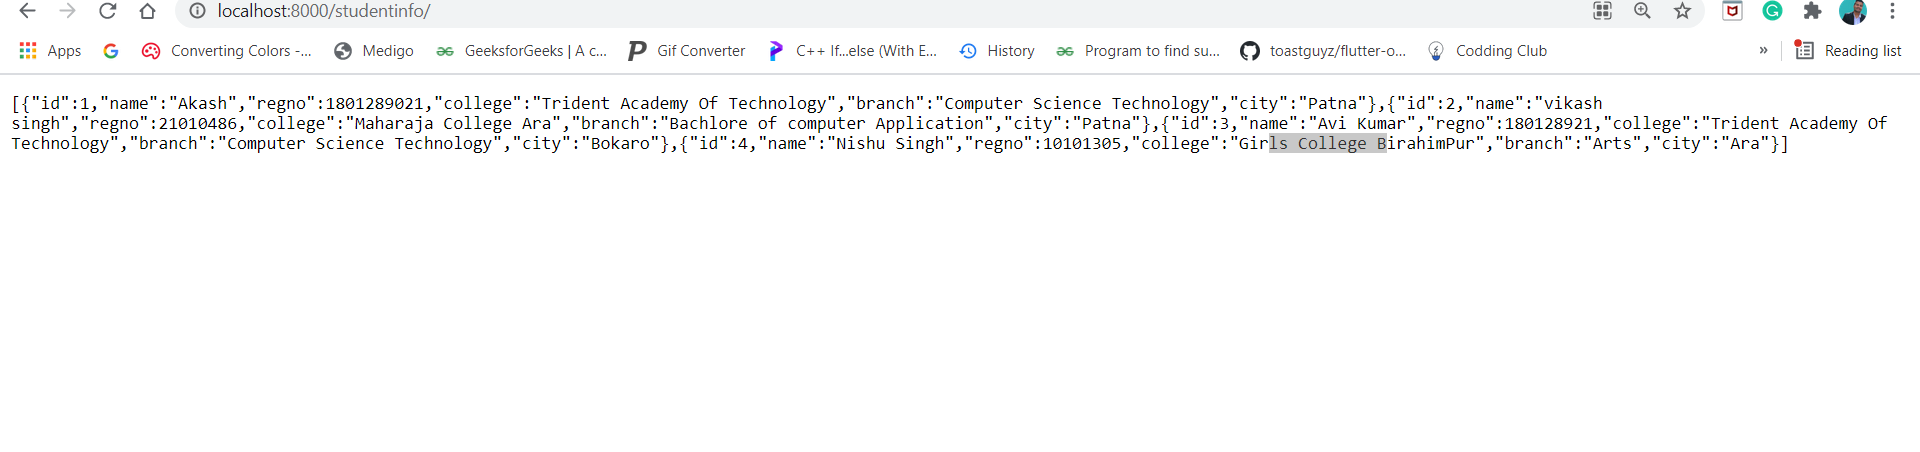 localhost:8000/studentinfo/
Apps Converting Colors -... Medigo GeeksforGeeks | A c... Gif Converter C++ If...else (With E... History Program to find su... toastguyz/flutter-o... Codding Club » Reading list
[{"id":1,"name":"Akash","regno":1801289021,"college":"Trident Academy Of Technology","branch":"Computer Science Technology","city":"Patna"},{"id":2,"name":"vikash
singh","regno":21010486,"college":"Maharaja College Ara","branch":"Bachlore of computer Application","city":"Patna"},{"id":3,"name":"Avi Kumar","regno":180128921,"college":"Trident Academy Of
Technology","branch":"Computer Science Technology","city":"Bokaro"},{"id":4,"name":"Nishu Singh","regno":10101305,"college":"Girls College BirahimPur","branch":"Arts","city":"Ara"}]